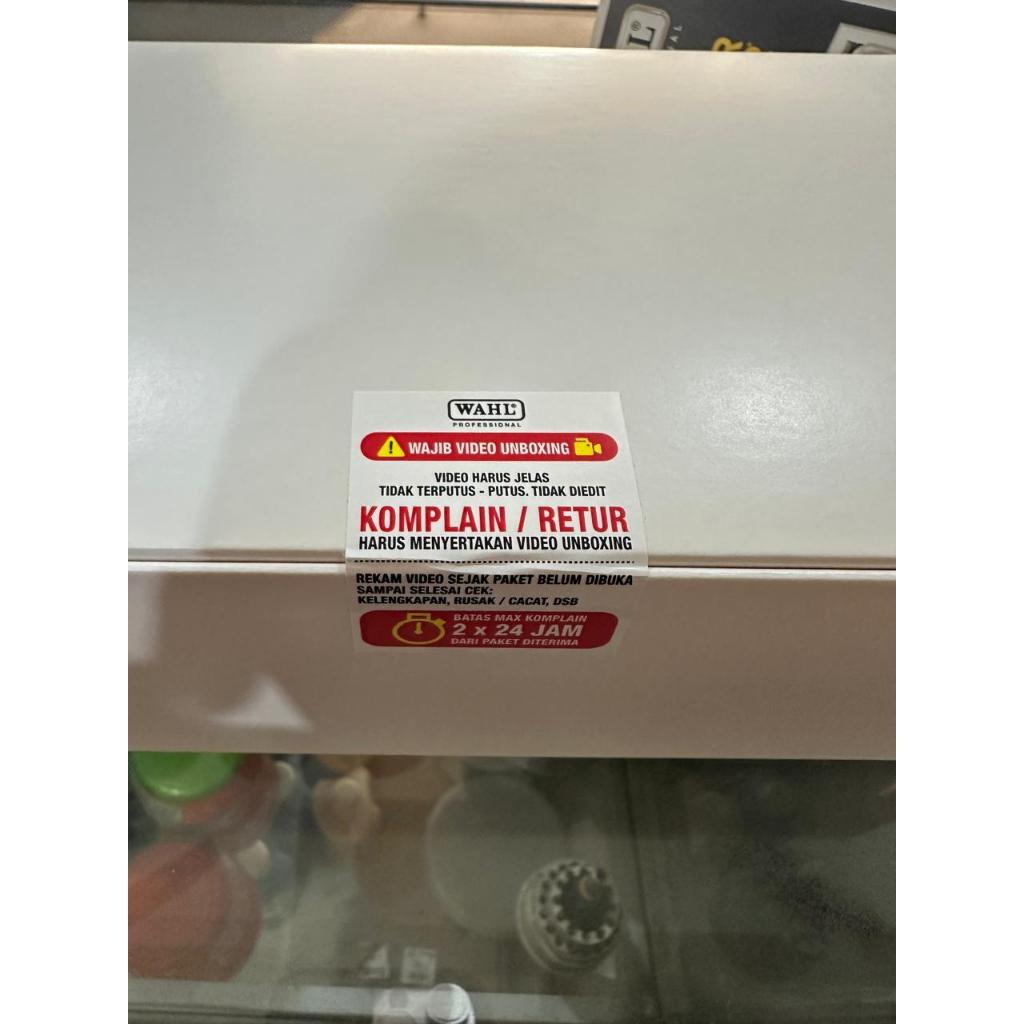 WAHL®
PROFESSIONAL
WAJIB VIDEO UNBOXING
VIDEO HARUS JELAS
TIDAK TERPUTUS - PUTUS. TIDAK DIEDIT
KOMPLAIN / RETUR
HARUS MENYERTAKAN VIDEO UNBOXING
REKAM VIDEO SEJAK PAKET BELUM DIBUKA
SAMPAI SELESAI CEK:
KELENGKAPAN, RUSAK / CACAT, DSB
BATAS MAX KOMPLAIN
2 x 24 JAM
DARI PAKET DITERIMA